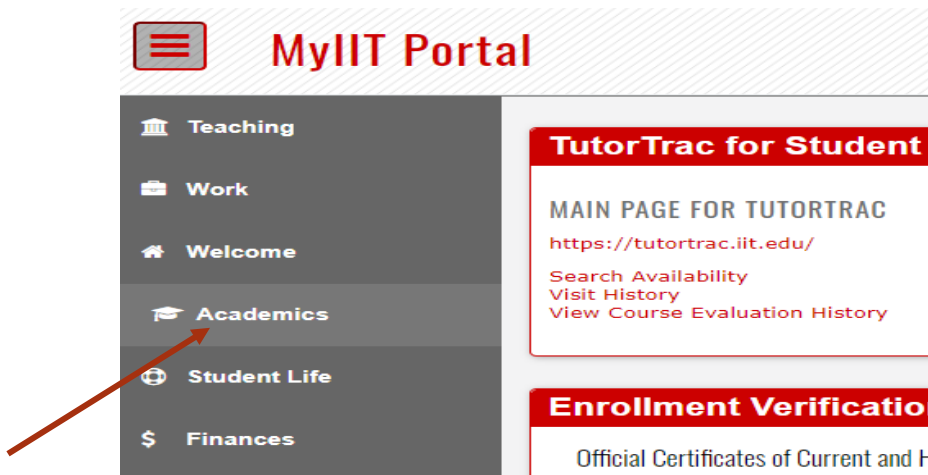 MyIIT Portal
Teaching
Work
Welcome
Academics
Student Life
$ Finances
TutorTrac for Student
MAIN PAGE FOR TUTORTRAC
https://tutortrac.iit.edu/
Search Availability
Visit History
View Course Evaluation History
Enrollment Verification
Official Certificates of Current and H